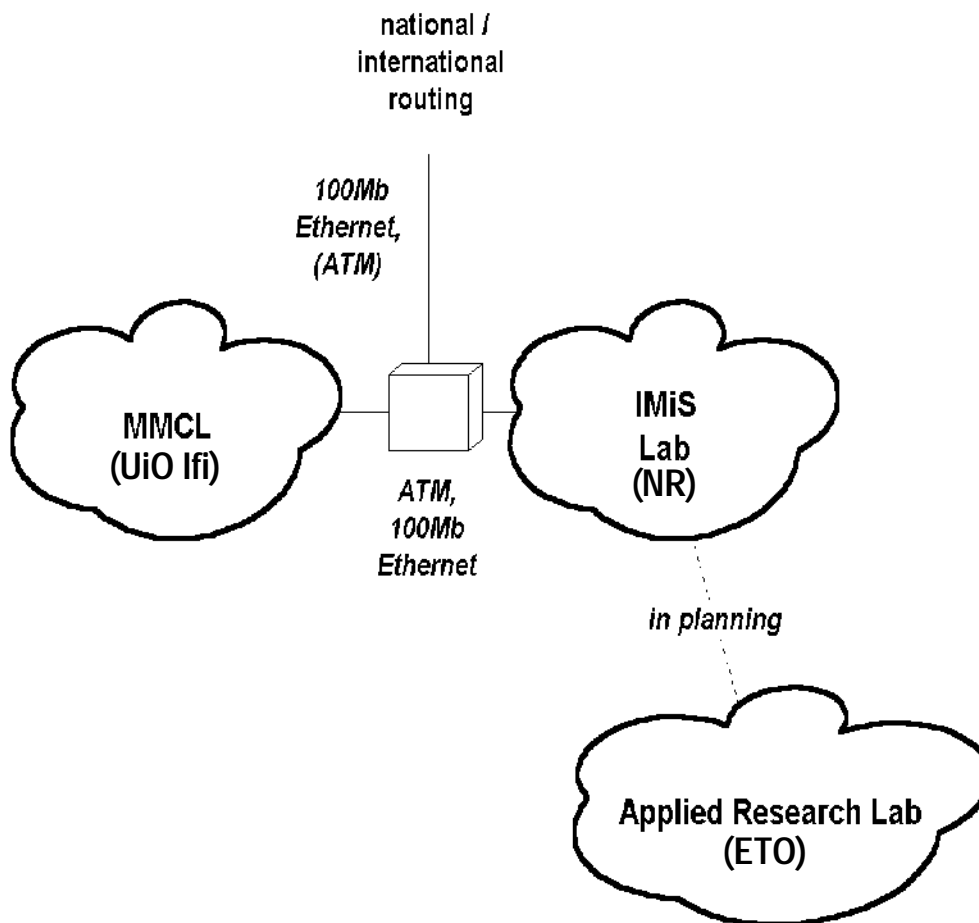 national /
international
routing
100Mb
Ethernet,
(ATM)
MMCL
(UiO Ifi)
IMiS
Lab
(NR)
ATM,
100Mb
Ethernet
in planning
Applied Research Lab
(ETO)